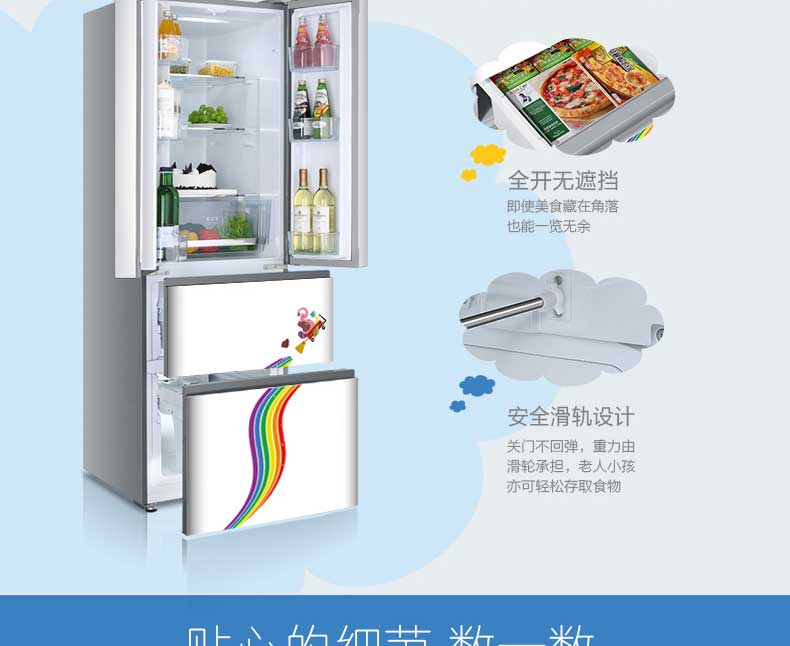 全开无遮挡
即使美食藏在角落
也能一览无余
安全滑轨设计
关门不回弹，重力由
滑轮承担，老人小孩
亦可轻松存取食物
贴心的细节 数一数